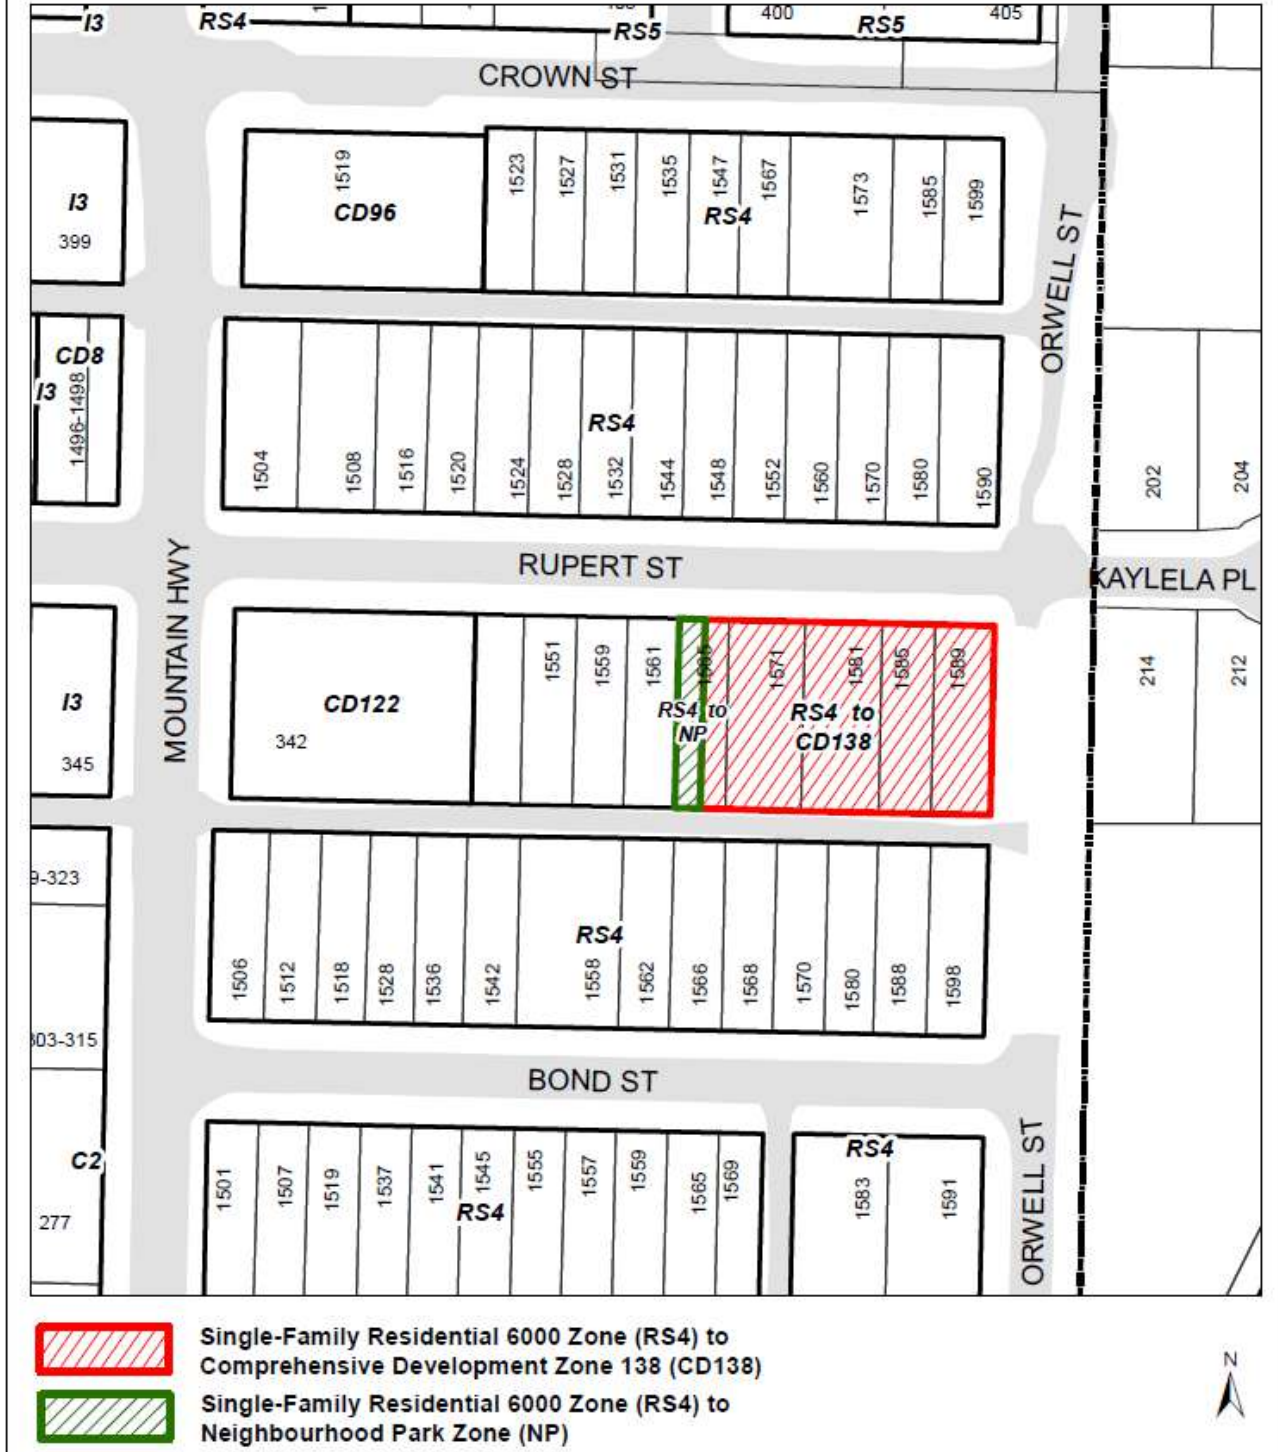 I3
RS4
RS5
400
RS5
405
CROWN ST
I3
399
1519
CD96
1523
1527
1531
1535
1547
1567
RS4
1573
1585
1599
ORWELL ST
CD8
I3
1496-1498
RS4
1504
1508
1516
1520
1524
1528
1532
1544
1548
1552
1560
1570
1580
1590
202
204
RUPERT ST
KAYLELA PL
MOUNTAIN HWY
I3
345
CD122
342
1551
1559
1561
1565
1571
1581
1585
1589
RS4 to
NP
RS4 to
CD138
214
212
9-323
303-315
RS4
1506
1512
1518
1528
1536
1542
1558
1562
1566
1568
1570
1580
1588
1598
BOND ST
C2
277
1501
1507
1519
1537
1541
1545
RS4
1555
1557
1559
1565
1569
RS4
1583
1591
ORWELL ST
Single-Family Residential 6000 Zone (RS4) to
Comprehensive Development Zone 138 (CD138)
Single-Family Residential 6000 Zone (RS4) to
Neighbourhood Park Zone (NP)
N